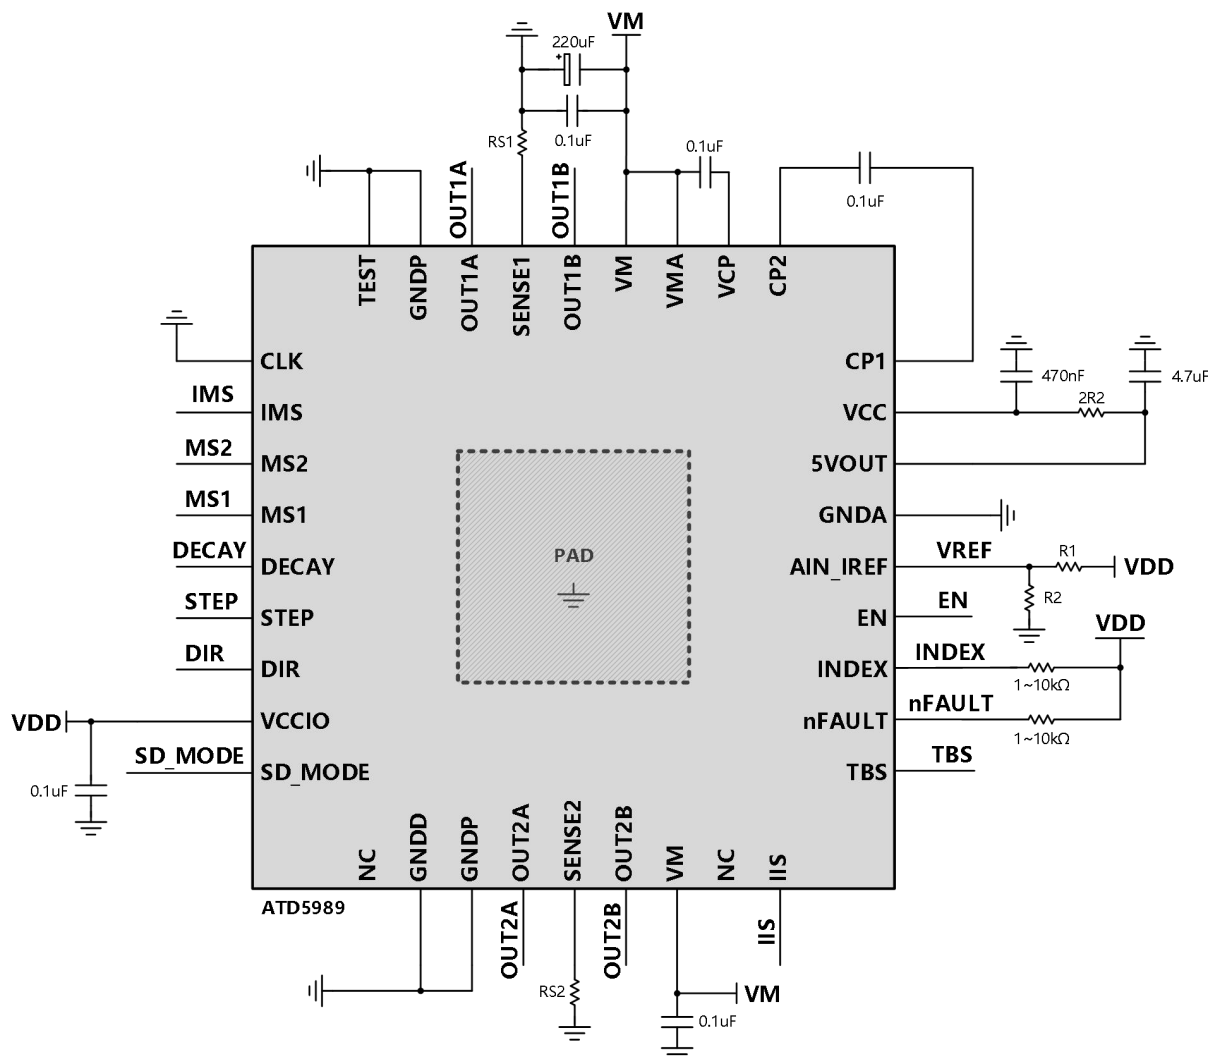 VM
220uF
+
0.1uF
RS1
0.1uF
0.1uF
OUT1A
OUT1B
TEST
GNDP
OUT1A
SENSE1
OUT1B
VM
VMA
VCP
CP2
CLK
CP1
IMS
IMS
VCC
470nF
2R2
4.7uF
MS2
MS2
5VOUT
MS1
MS1
GNDA
DECAY
DECAY
PAD
AIN_IREF
VREF
R1
VDD
R2
STEP
STEP
EN
EN
VDD
DIR
DIR
INDEX
INDEX
1~10kΩ
VDD
VCCIO
nFAULT
nFAULT
1~10kΩ
SD_MODE
SD_MODE
TBS
TBS
0.1uF
NC
GNDD
GNDP
OUT2A
SENSE2
OUT2B
VM
NC
IIS
ATD5989
OUT2A
OUT2B
IIS
RS2
VM
0.1uF